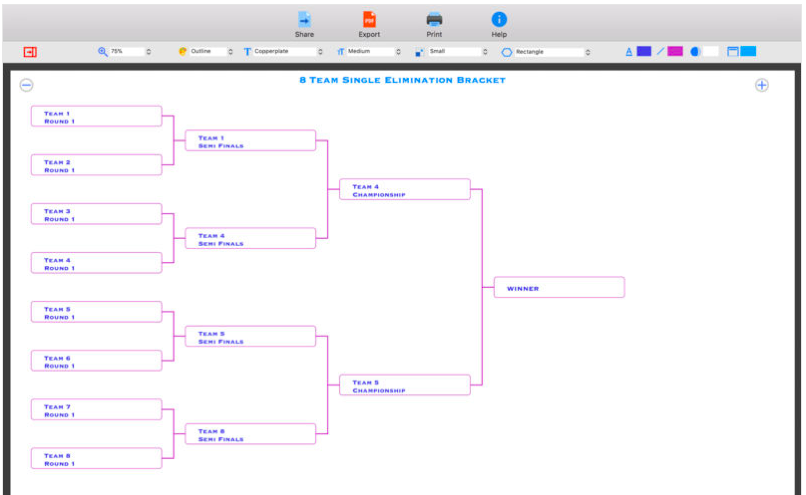 Share
Export
Print
Help
75%
Outline
T Copperplate
tT Medium
Small
Rectangle
A
8 Team Single Elimination Bracket
Team 1
Round 1
Team 2
Round 1
Team 3
Round 1
Team 4
Round 1
Team 5
Round 1
Team 6
Round 1
Team 7
Round 1
Team 8
Round 1
Team 1
Semi Finals
Team 4
Semi Finals
Team 5
Semi Finals
Team 8
Semi Finals
Team 4
Championship
Team 5
Championship
WINNER